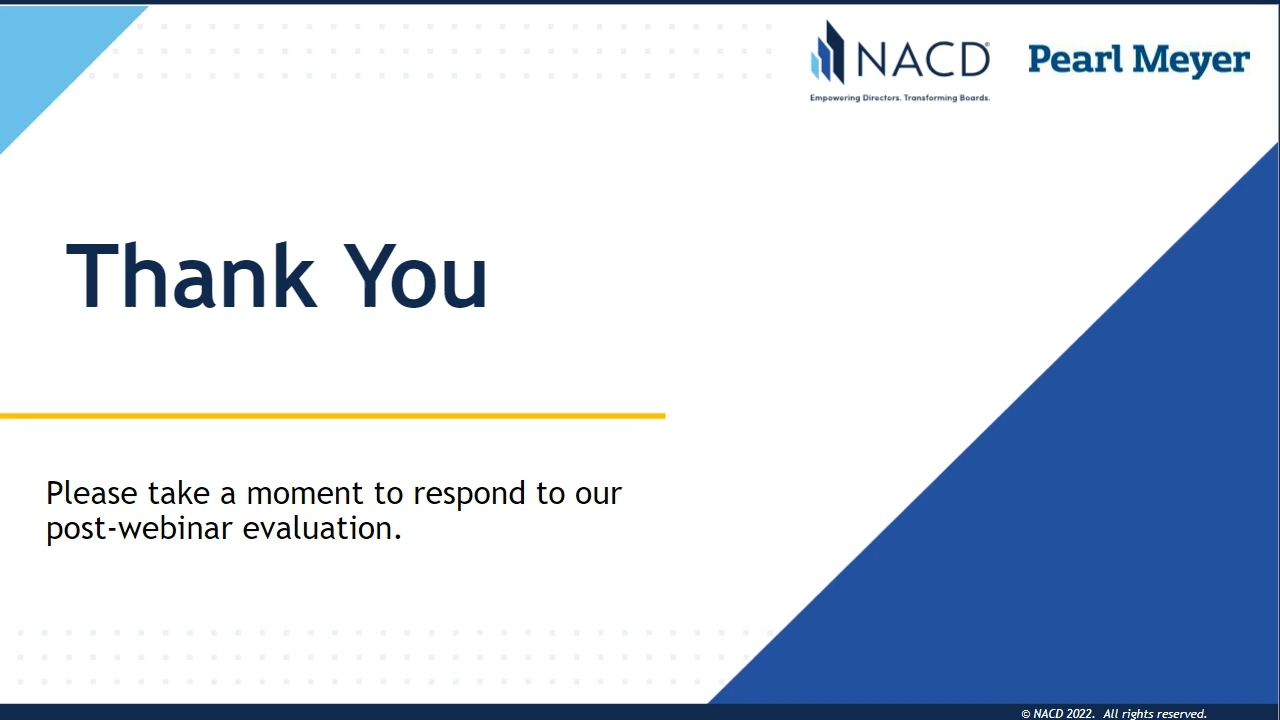 NACD®
Empowering Directors. Transforming Boards.
Pearl Meyer
Thank You
Please take a moment to respond to our
post-webinar evaluation.
© NACD 2022. All rights reserved.